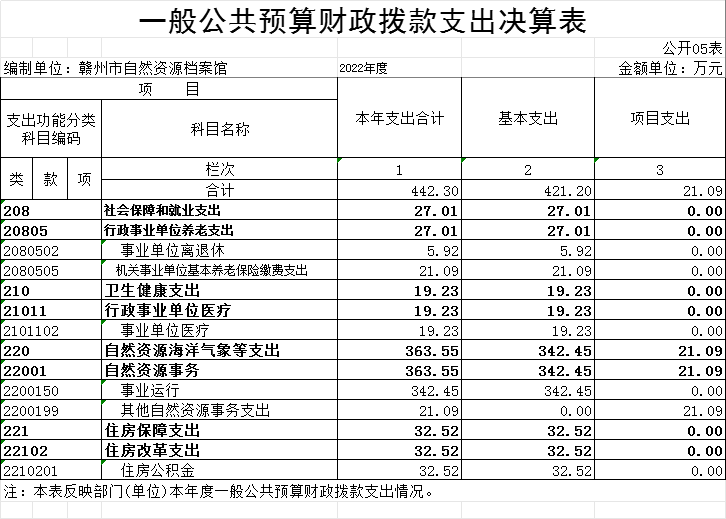 一般公共预算财政拨款支出决算表
公开05表
编制单位：赣州市自然资源档案馆 2022年度 金额单位：万元
项 目 本年支出合计 基本支出 项目支出
支出功能分类科目编码 科目名称
类 款 项 栏次 1 2 3
合计 442.30 421.20 21.09
208 社会保障和就业支出 27.01 27.01 0.00
20805 行政事业单位养老支出 27.01 27.01 0.00
2080502 事业单位离退休 5.92 5.92 0.00
2080505 机关事业单位基本养老保险缴费支出 21.09 21.09 0.00
210 卫生健康支出 19.23 19.23 0.00
21011 行政事业单位医疗 19.23 19.23 0.00
2101102 事业单位医疗 19.23 19.23 0.00
220 自然资源海洋气象等支出 363.55 342.45 21.09
22001 自然资源事务 363.55 342.45 21.09
2200150 事业运行 342.45 342.45 0.00
2200199 其他自然资源事务支出 21.09 0.00 21.09
221 住房保障支出 32.52 32.52 0.00
22102 住房改革支出 32.52 32.52 0.00
2210201 住房公积金 32.52 32.52 0.00
注：本表反映部门(单位)本年度一般公共预算财政拨款支出情况。